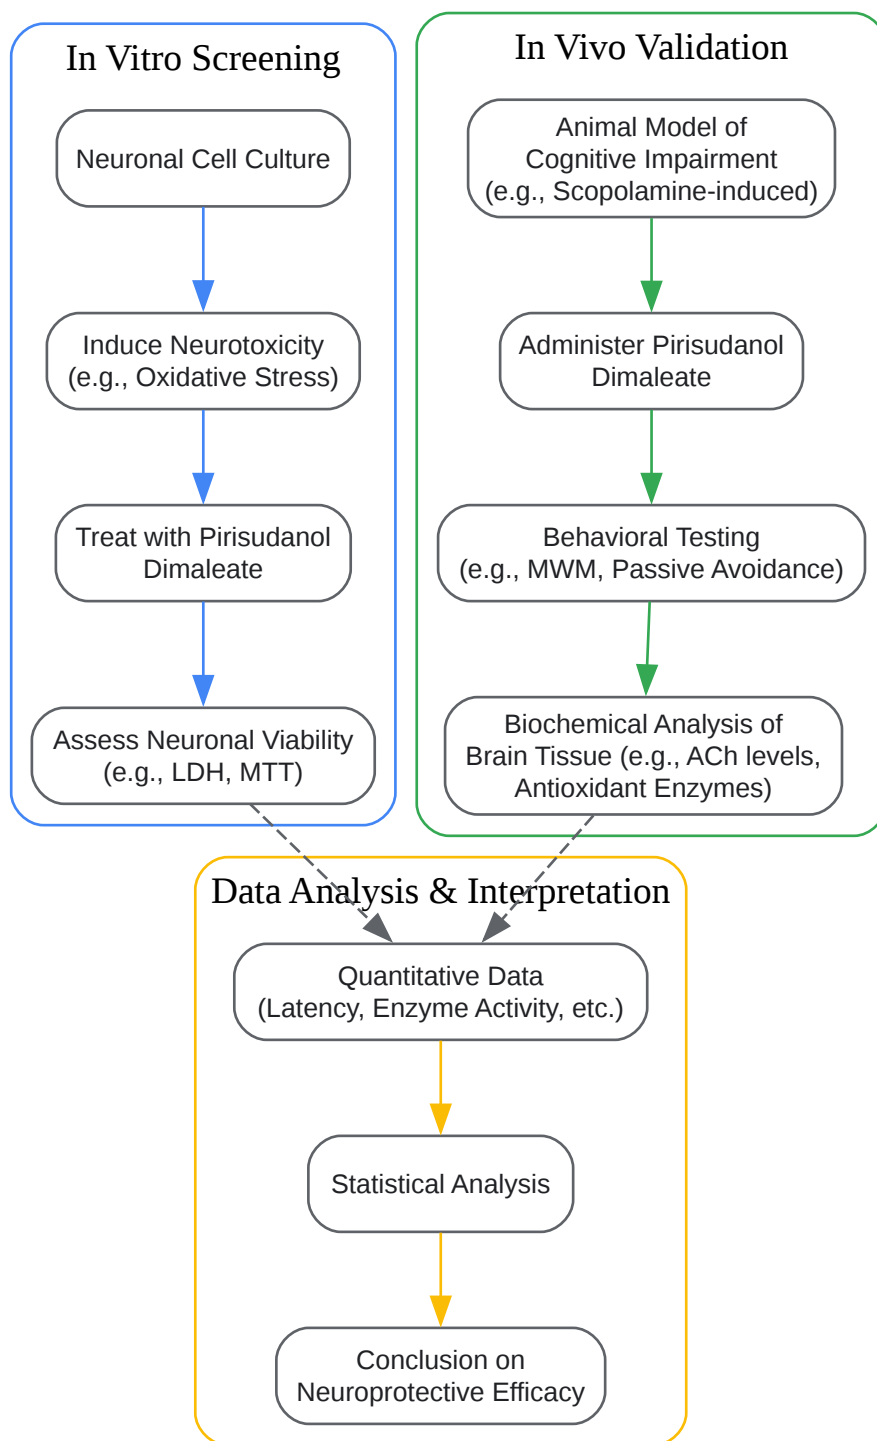 In Vitro Screening
Neuronal Cell Culture
Induce Neurotoxicity
(e.g., Oxidative Stress)
Treat with Pirisudanol
Dimaleate
Assess Neuronal Viability
(e.g., LDH, MTT)
In Vivo Validation
Animal Model of
Cognitive Impairment
(e.g., Scopolamine-induced)
Administer Pirisudanol
Dimaleate
Behavioral Testing
(e.g., MWM, Passive Avoidance)
Biochemical Analysis of
Brain Tissue (e.g., ACh levels,
Antioxidant Enzymes)
Data Analysis & Interpretation
Quantitative Data
(Latency, Enzyme Activity, etc.)
Statistical Analysis
Conclusion on
Neuroprotective Efficacy